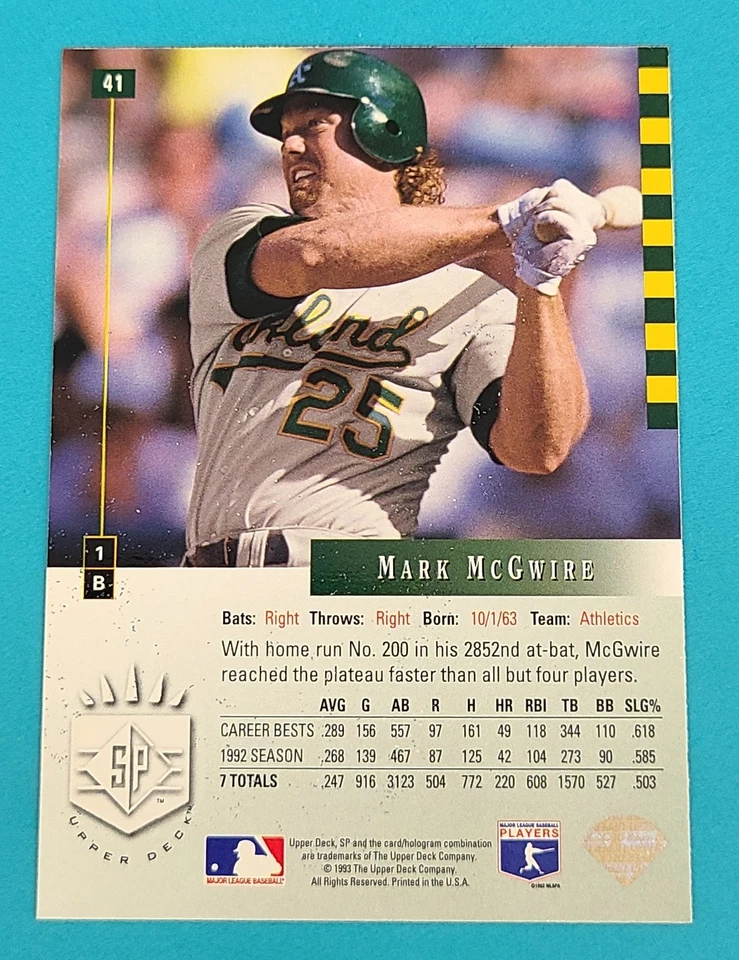 41
A's
Oakland
25
1
B
MARK MCGWIRE
Bats: Right Throws: Right Born: 10/1/63 Team: Athletics
With home run No. 200 in his 2852nd at-bat, McGwire
reached the plateau faster than all but four players.
AVG G AB R H HR RBI TB BB SLG%
CAREER BESTS .289 156 557 97 161 49 118 344 110 .618
1992 SEASON .268 139 467 87 125 42 104 273 90 .585
7 TOTALS .247 916 3123 504 772 220 608 1570 527 .503
SP
TM
UPPER DECK™
MAJOR LEAGUE BASEBALL®
Upper Deck, SP and the card/hologram combination
are trademarks of The Upper Deck Company.
© 1993 The Upper Deck Company.
All Rights Reserved. Printed in the U.S.A.
MAJOR LEAGUE BASEBALL
PLAYERS
©1992 MLBPA